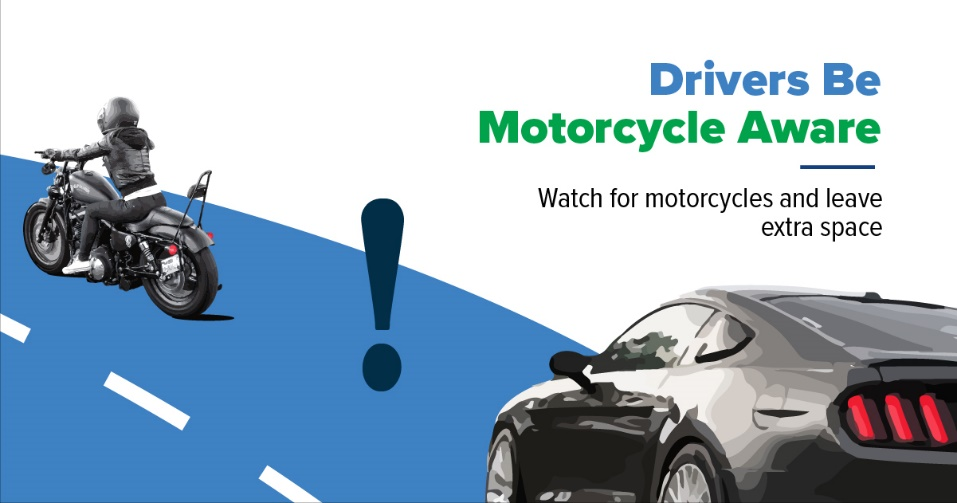 Drivers Be
Motorcycle Aware
Watch for motorcycles and leave
extra space
!